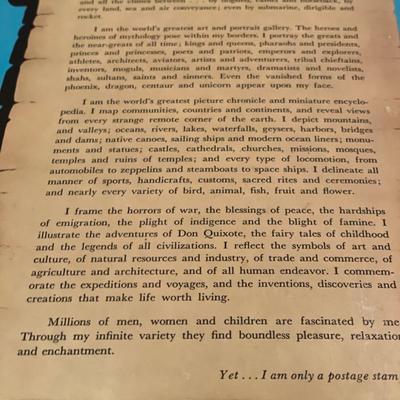 and all the climes between . . . by dogsled, camel and horseback, by
every land, sea and air conveyance; even by submarine, dirigible and
rocket.
I am the world's greatest art and portrait gallery. The heroes and
heroines of mythology pose within my borders. I portray the greats and
the near-greats of all time; kings and queens, pharaohs and presidents,
princes and princesses, poets and patriots, emperors and explorers,
athletes, architects, aviators, artists and adventurers, tribal chieftains,
inventors, moguls, musicians and martyrs, dramatists and novelists,
shahs, sultans, saints and sinners. Even the vanished forms of the
phoenix, dragon, centaur and unicorn appear upon my face.
I am the world's greatest picture chronicle and miniature encyclo-
pedia. I map communities, countries and continents, and reveal views
from every strange remote corner of the earth. I depict mountains,
and valleys; oceans, rivers, lakes, waterfalls, geysers, harbors, bridges
and dams; native canoes, sailing ships and modern ocean liners; monu-
ments and statues; castles, cathedrals, churches, missions, mosques,
temples and ruins of temples; and every type of locomotion, from
automobiles to zeppelins and steamboats to space ships. I delineate all
manner of sports, handicrafts, customs, sacred rites and ceremonies;
and nearly every variety of bird, animal, fish, fruit and flower.
I frame the horrors of war, the blessings of peace, the hardships
of emigration, the plight of indigence and the blight of famine. I
illustrate the adventures of Don Quixote, the fairy tales of childhood
and the legends of all civilizations. I reflect the symbols of art and
culture, of natural resources and industry, of trade and commerce, of
agriculture and architecture, and of all human endeavor. I commem-
orate the expeditions and voyages, and the inventions, discoveries and
creations that make life worth living.
Millions of men, women and children are fascinated by me
Through my infinite variety they find boundless pleasure, relaxation
and enchantment.
Yet . . . I am only a postage stam